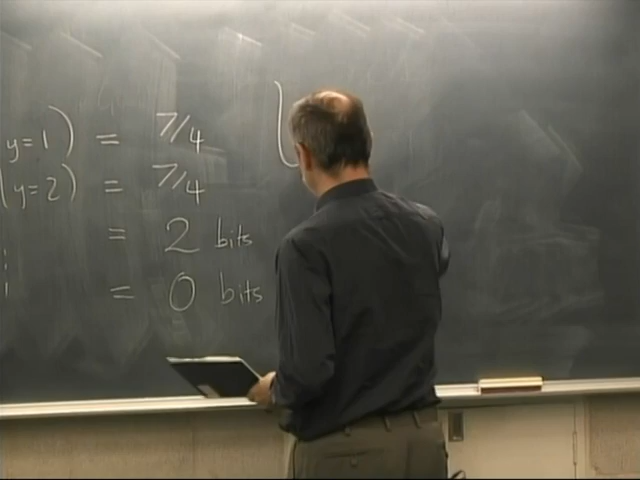 y=1) = 7/4
(y=2) = 7/4
= 2 bits
= 0 bits